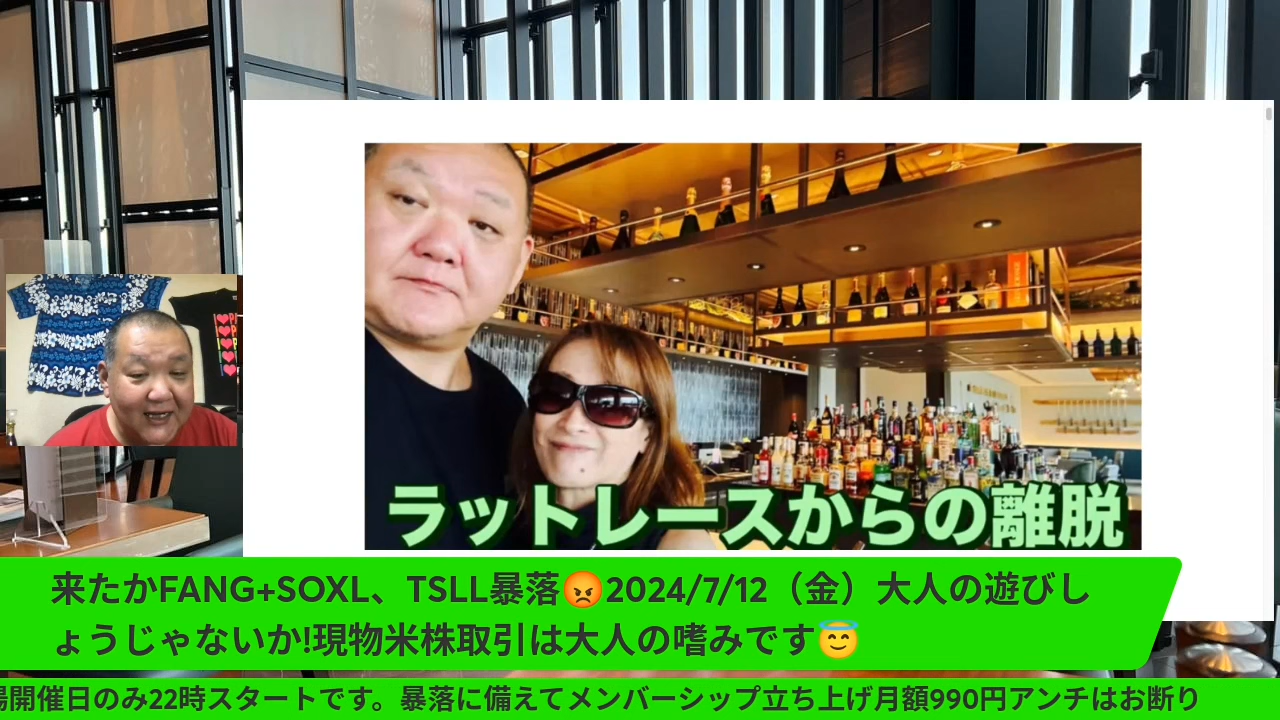 ラットレースからの離脱
来たかFANG+SOXL、TSLL暴落😡2024/7/12（金）大人の遊びし
ょうじゃないか!現物米株取引は大人の嗜みです😇
場開催日のみ22時スタートです。暴落に備えてメンバーシップ立ち上げ月額990円アンチはお断り